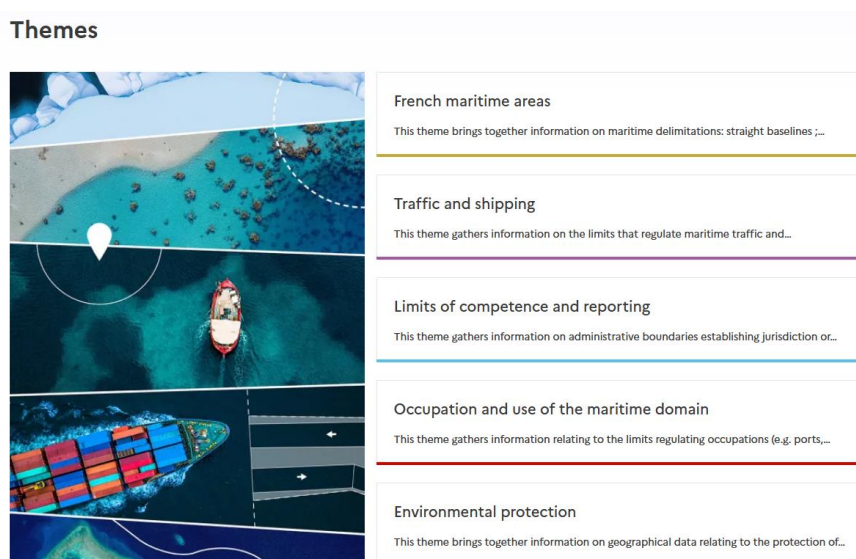 Themes
French maritime areas
This theme brings together information on maritime delimitations: straight baselines ;...
Traffic and shipping
This theme gathers information on the limits that regulate maritime traffic and...
Limits of competence and reporting
This theme gathers information on administrative boundaries establishing jurisdiction or...
Occupation and use of the maritime domain
This theme gathers information relating to the limits regulating occupations (e.g. ports,...
Environmental protection
This theme brings together information on geographical data relating to the protection of...